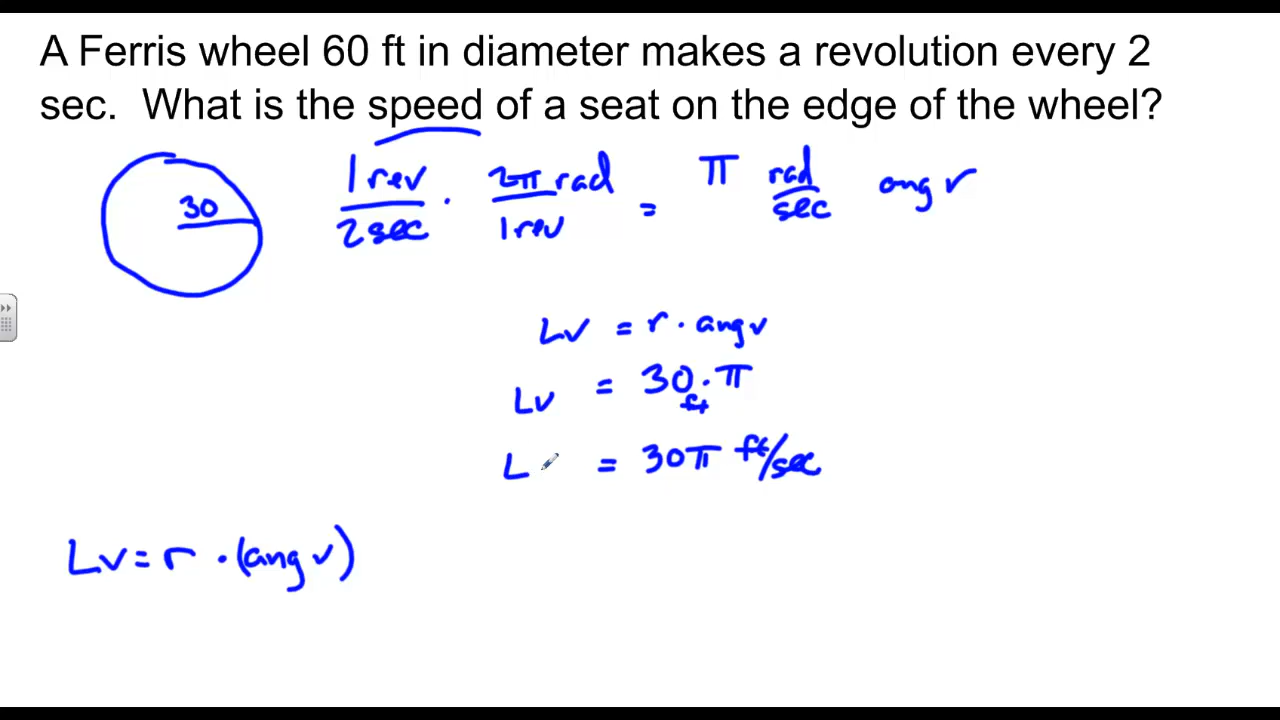 A Ferris wheel 60 ft in diameter makes a revolution every 2
sec. What is the speed of a seat on the edge of the wheel?
30
1 rev / 2 sec · 2π rad / 1 rev = π rad / sec ang v
Lv = r · ang v
Lv = 30 ft · π
L = 30π ft/sec
Lv = r · (ang v)